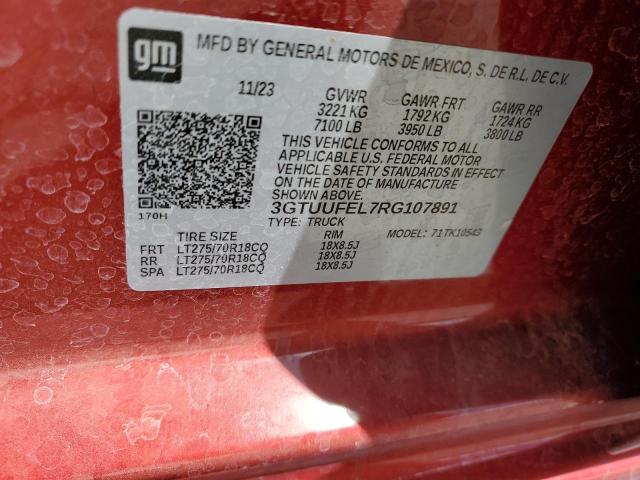 gm
MFD BY GENERAL MOTORS DE MEXICO, S. DE R.L. DE C.V.
11/23 GVWR GAWR FRT GAWR RR
3221 KG 1792 KG 1724 KG
7100 LB 3950 LB 3800 LB
THIS VEHICLE CONFORMS TO ALL
APPLICABLE U.S. FEDERAL MOTOR
VEHICLE SAFETY STANDARDS IN EFFECT ON
THE DATE OF MANUFACTURE SHOWN ABOVE.
3GTUUFEL7RG107891
170H TYPE: TRUCK MODEL: 71TK10543
TIRE SIZE RIM
FRT LT275/70R18CQ 18X8.5J
RR LT275/70R18CQ 18X8.5J
SPA LT275/70R18CQ 18X8.5J